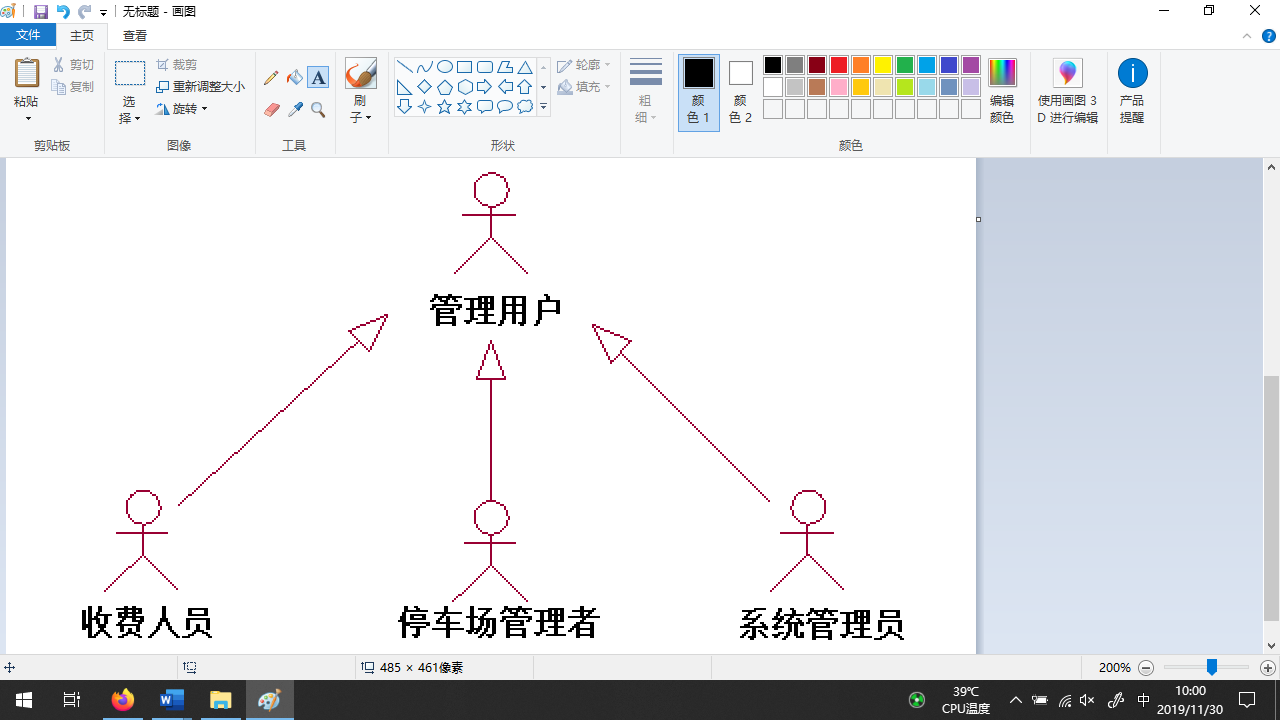 无标题 - 画图
文件 主页 查看
粘贴 剪切 复制 剪贴板
选择 裁剪 重新调整大小 旋转 图像
A
工具
刷子
轮廓 填充 形状
粗细
颜色 1 颜色 2 颜色
编辑颜色
使用画图 3D 进行编辑
产品提醒
管理用户
收费人员 停车场管理者 系统管理员
485 × 461像素 200%
39℃
CPU温度
中
10:00
2019/11/30